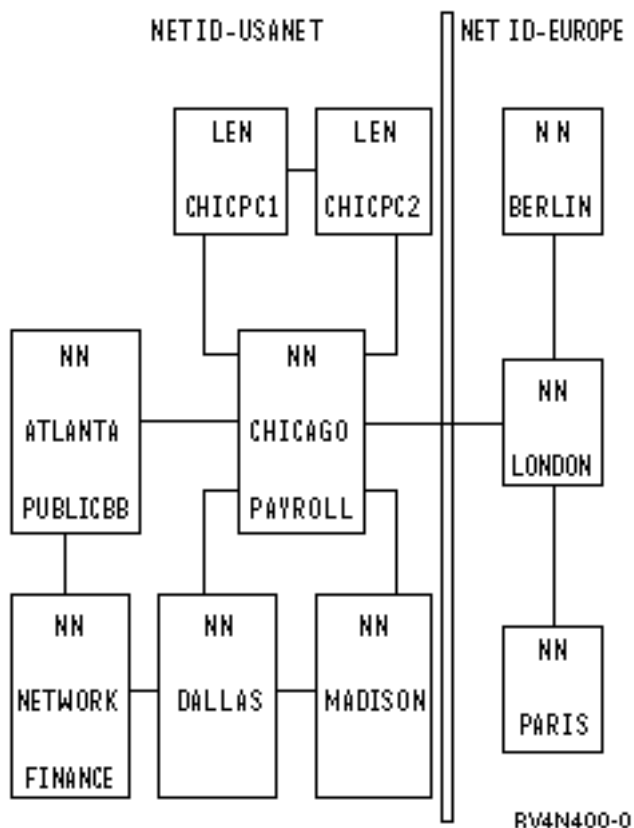 NETID-USANET
NET ID-EUROPE
LEN
CHICPC1
LEN
CHICPC2
NN
BERLIN
NN
ATLANTA
PUBLICBB
NN
CHICAGO
PAYROLL
NN
LONDON
NN
NETWORK
FINANCE
NN
DALLAS
NN
MADISON
NN
PARIS
RV4N400-0